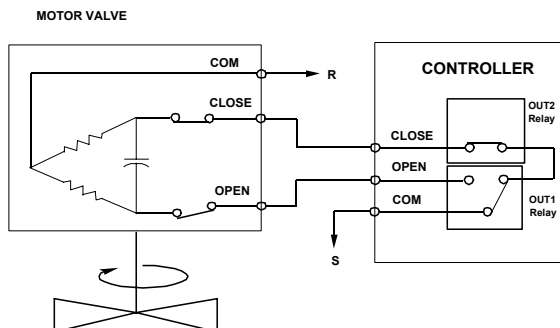 MOTOR VALVE
COM
R
CLOSE
OPEN
CONTROLLER
OUT2
Relay
CLOSE
OPEN
COM
OUT1
Relay
S